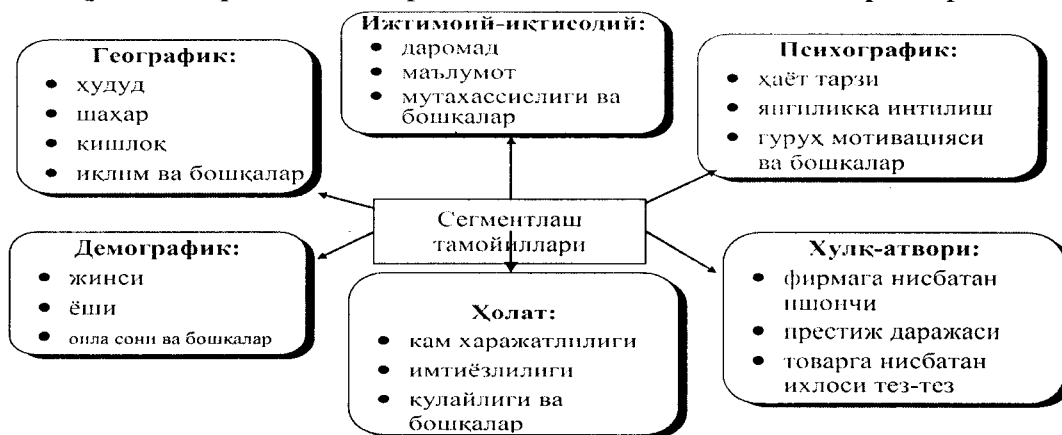 Географик:
• ҳудуд
• шаҳар
• кишлоқ
• иқлим ва бошқалар
Ижтимоий-иқтисодий:
• даромад
• маълумот
• мутахассислиги ва
бошқалар
Психографик:
• ҳаёт тарзи
• янгиликка интилиш
• гуруҳ мотивацияси
ва бошқалар
Сегментлаш
тамойиллари
Демографик:
• жинси
• ёши
• оила сони ва бошқалар
Ҳолат:
• кам харажатлилиги
• имтиёзлилиги
• қулайлиги ва
бошқалар
Хулқ-атвори:
• фирмага нисбатан
ишончи
• престиж даражаси
• товарга нисбатан
ихлоси тез-тез